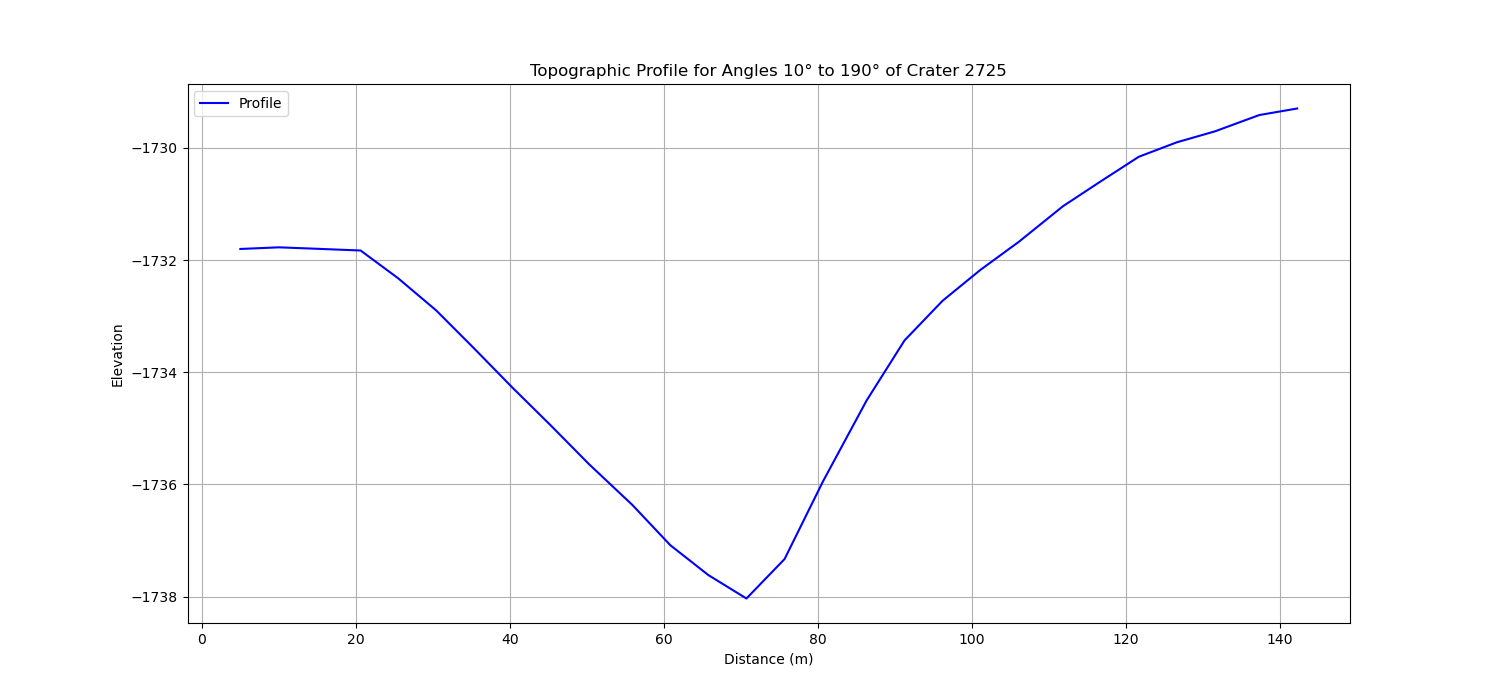 Topographic Profile for Angles 10° to 190° of Crater 2725
Profile
−1730
−1732
−1734
−1736
−1738
Elevation
0 20 40 60 80 100 120 140
Distance (m)